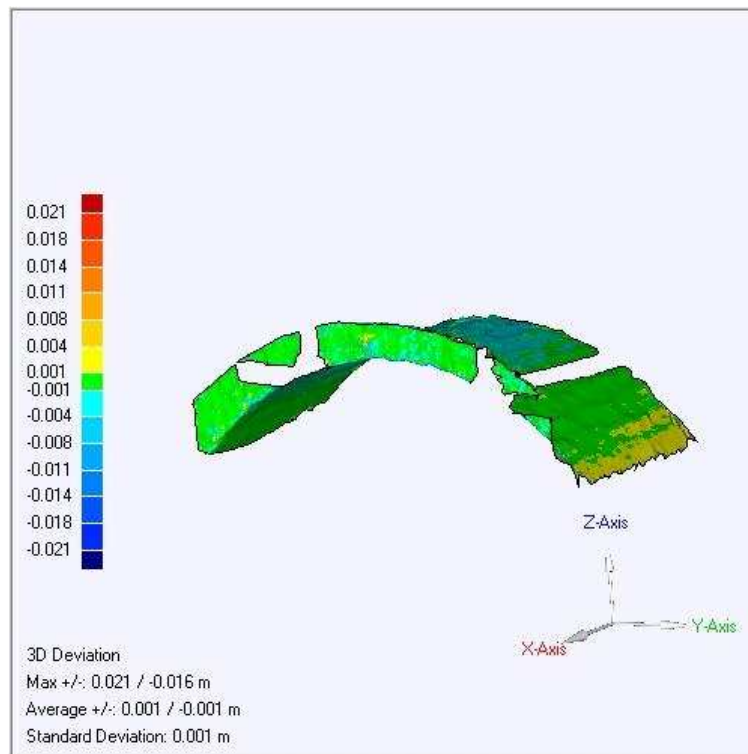 0.021
0.018
0.014
0.011
0.008
0.004
0.001
-0.001
-0.004
-0.008
-0.011
-0.014
-0.018
-0.021
Z-Axis
X-Axis
Y-Axis
3D Deviation
Max +/-: 0.021 / -0.016 m
Average +/-: 0.001 / -0.001 m
Standard Deviation: 0.001 m